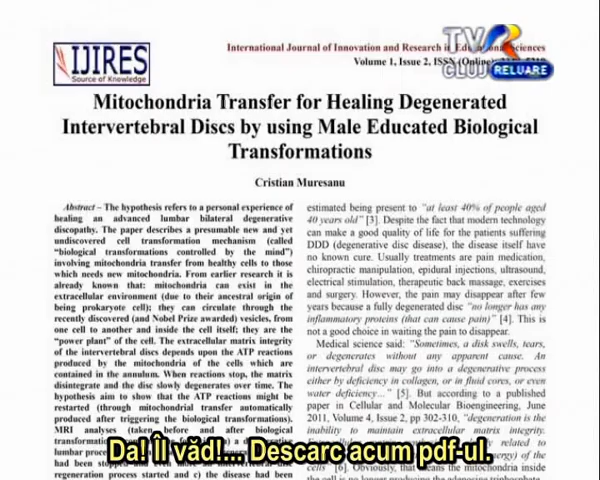 IJIRES
Source of Knowledge
International Journal of Innovation and Research in Educational Sciences
Volume 1, Issue 2, ISSN (Online):
TVR
CLUJ RELUARE
Mitochondria Transfer for Healing Degenerated
Intervertebral Discs by using Male Educated Biological
Transformations
Cristian Muresanu
Abstract – The hypothesis refers to a personal experience of
healing an advanced lumbar bilateral degenerative
discopathy. The paper describes a presumable new and yet
undiscovered cell transformation mechanism (called
“biological transformations controlled by the mind”)
involving mitochondria transfer from healthy cells to those
which needs new mitochondria. From earlier research it is
already known that: mitochondria can exist in the
extracellular environment (due to their ancestral origin of
being prokaryote cell); they can circulate through the
recently discovered (and Nobel Prize awarded) vesicles, from
one cell to another and inside the cell itself; they are the
“power plant” of the cell. The extracellular matrix integrity
of the intervertebral discs depends upon the ATP reactions
produced by the mitochondria of the cells which are
contained in the annulum. When reactions stop, the matrix
disintegrate and the disc slowly degenerates over time. The
hypothesis aim to show that the ATP reactions might be
restarted (through mitochondria transfer automatically
produced after triggering the biological transformations).
MRI analyses (taken before and after biological
transformation
lumbar proce
had been stopped
regeneration process started and c) the disease had been
estimated being present to “at least 40% of people aged
40 years old” [3]. Despite the fact that modern technology
can make a good quality of life for the patients suffering
DDD (degenerative disc disease), the disease itself have
no known cure. Usually treatments are pain medication,
chiropractic manipulation, epidural injections, ultrasound,
electrical stimulation, therapeutic back massage, exercises
and surgery. However, the pain may disappear after few
years because a fully degenerated disc “no longer has any
inflammatory proteins (that can cause pain)” [4]. This is
not a good choice in waiting the pain to disappear.
Medical science said: “Sometimes, a disk swells, tears,
or degenerates without any apparent cause. An
intervertebral disc may go into a degenerative process
either by deficiency in collagen, or in fluid cores, or even
water deficiency…” [5]. But according to a published
paper in Cellular and Molecular Bioengineering, June
2011, Volume 4, Issue 2, pp 302-310, “degeneration is the
inability to maintain extracellular matrix integrity.
related to
energy) of the
cells” [6]. Obviously, that means the mitochondria inside
Da! Îl văd!... Descarc acum pdf-ul.